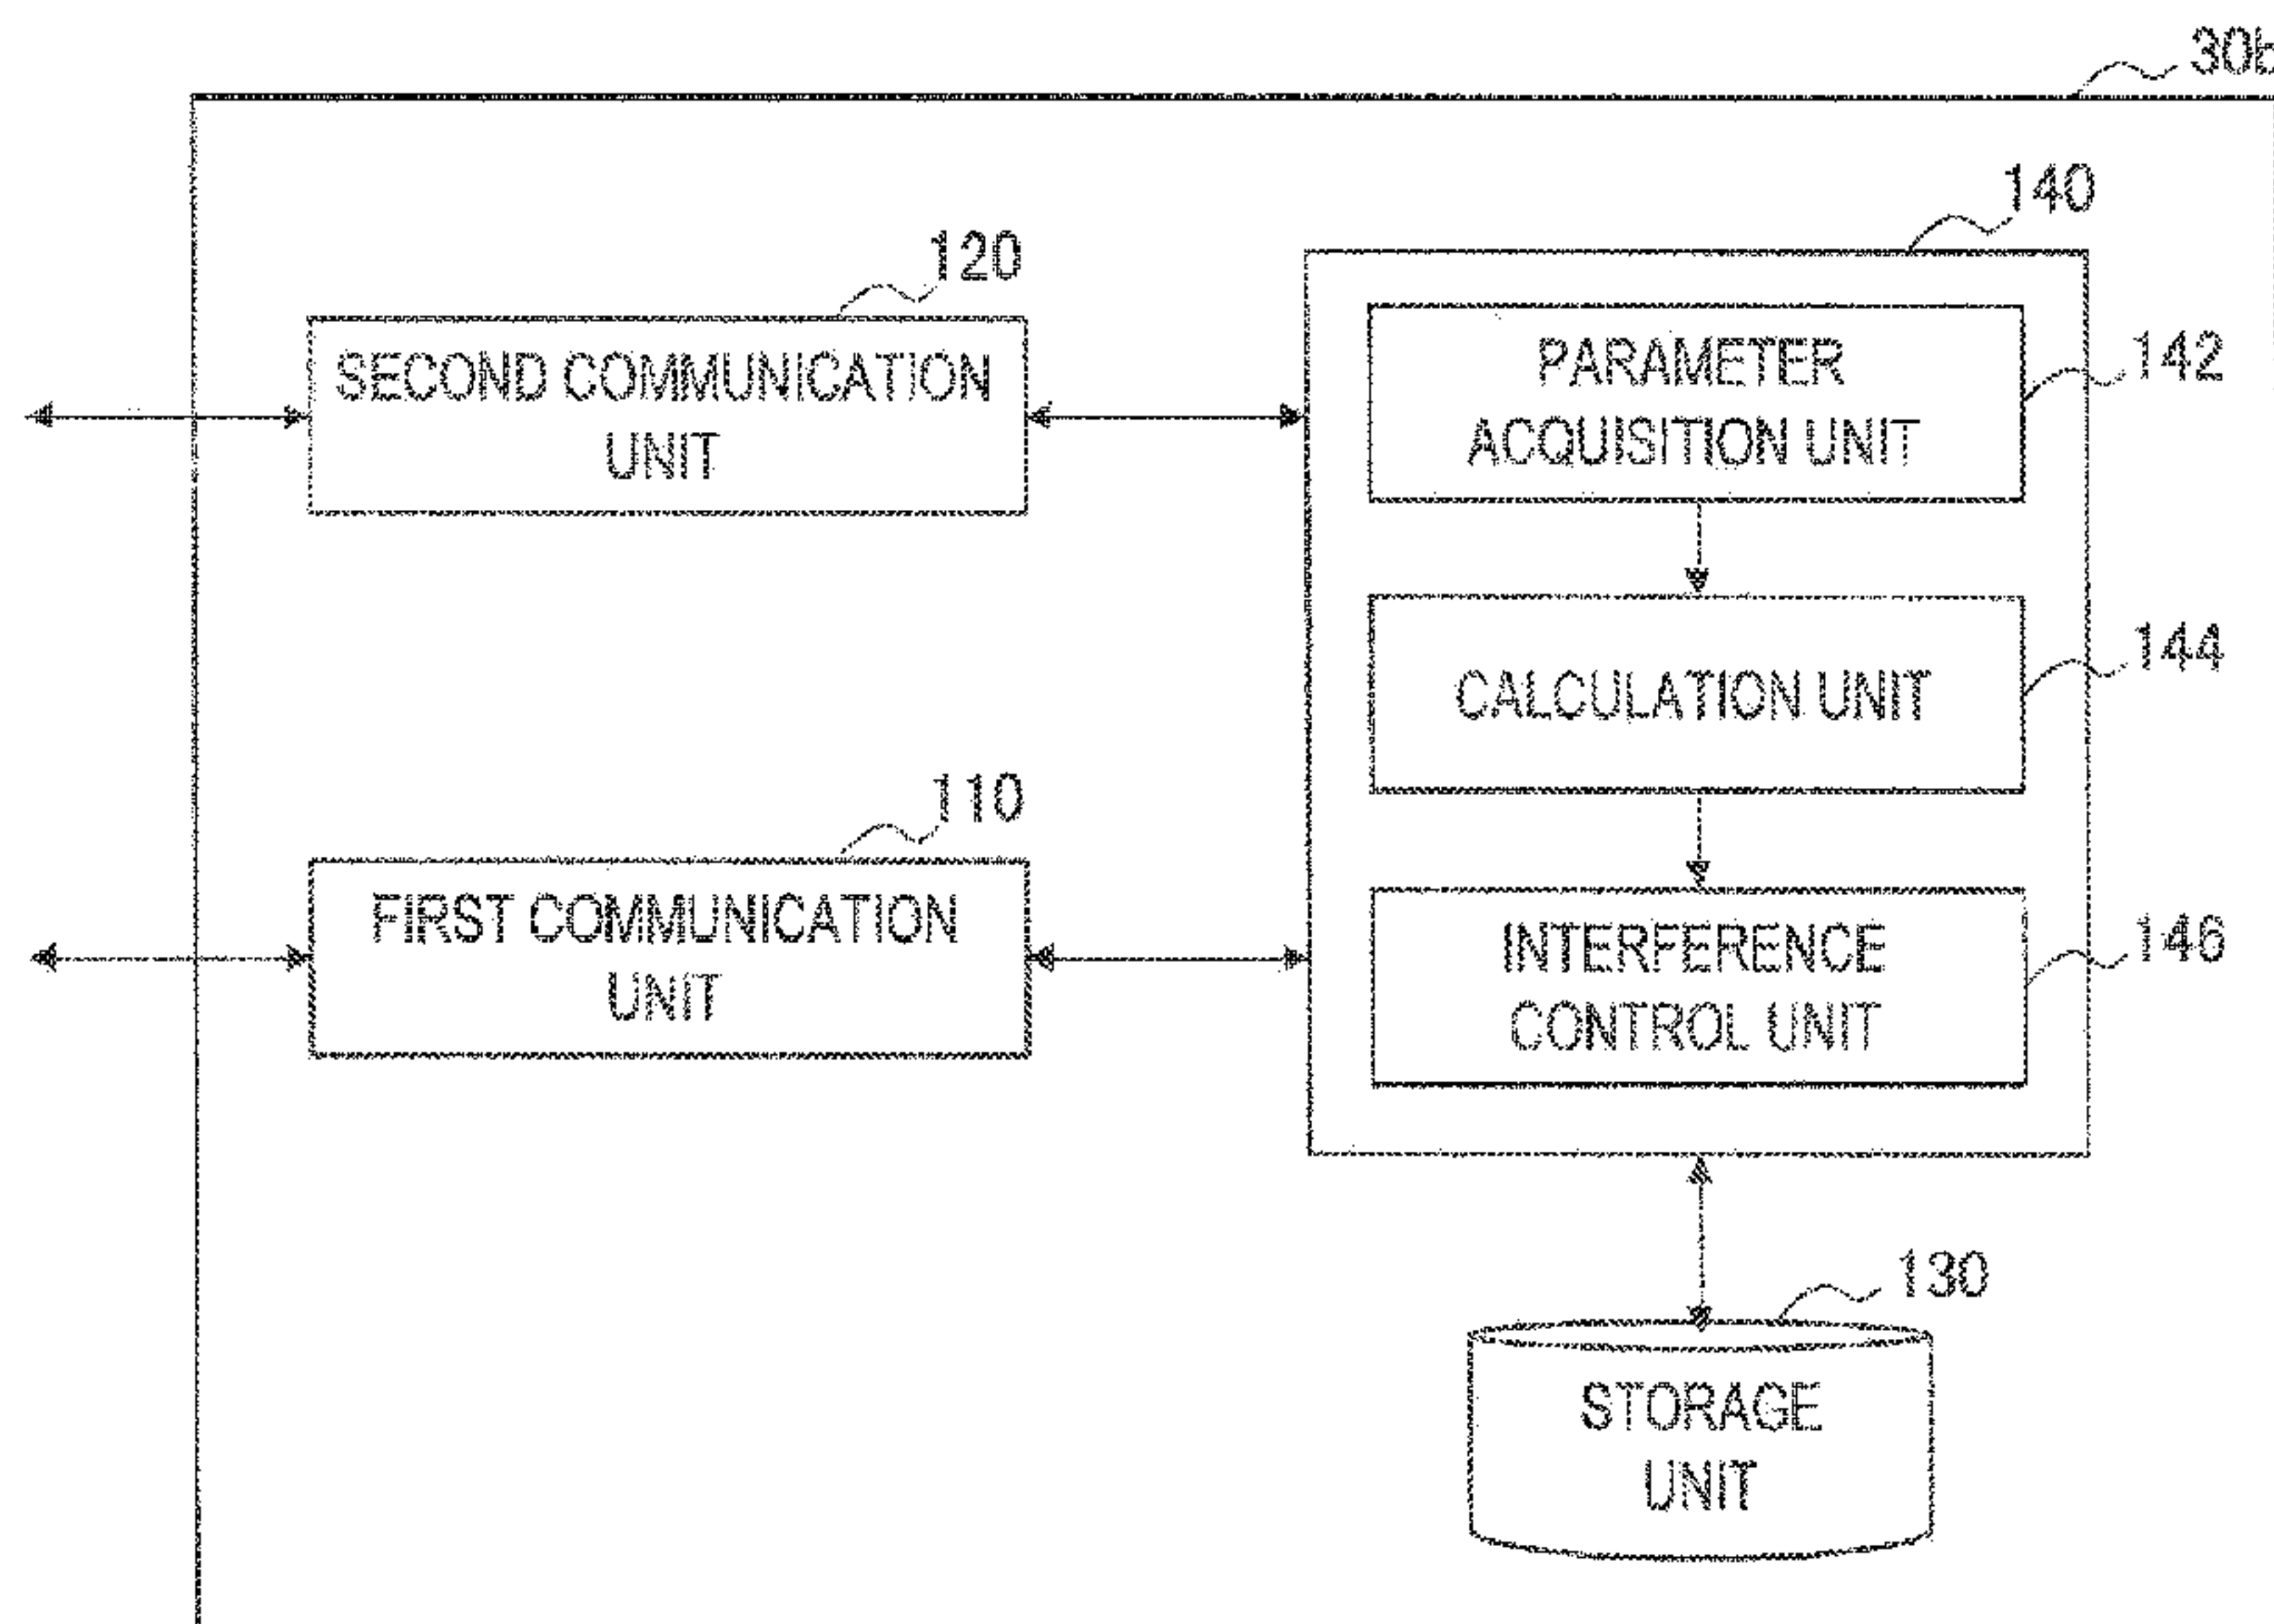 30b
140
120
PARAMETER
ACQUISITION UNIT
142
SECOND COMMUNICATION
UNIT
CALCULATION UNIT
144
110
FIRST COMMUNICATION
UNIT
INTERFERENCE
CONTROL UNIT
146
130
STORAGE
UNIT